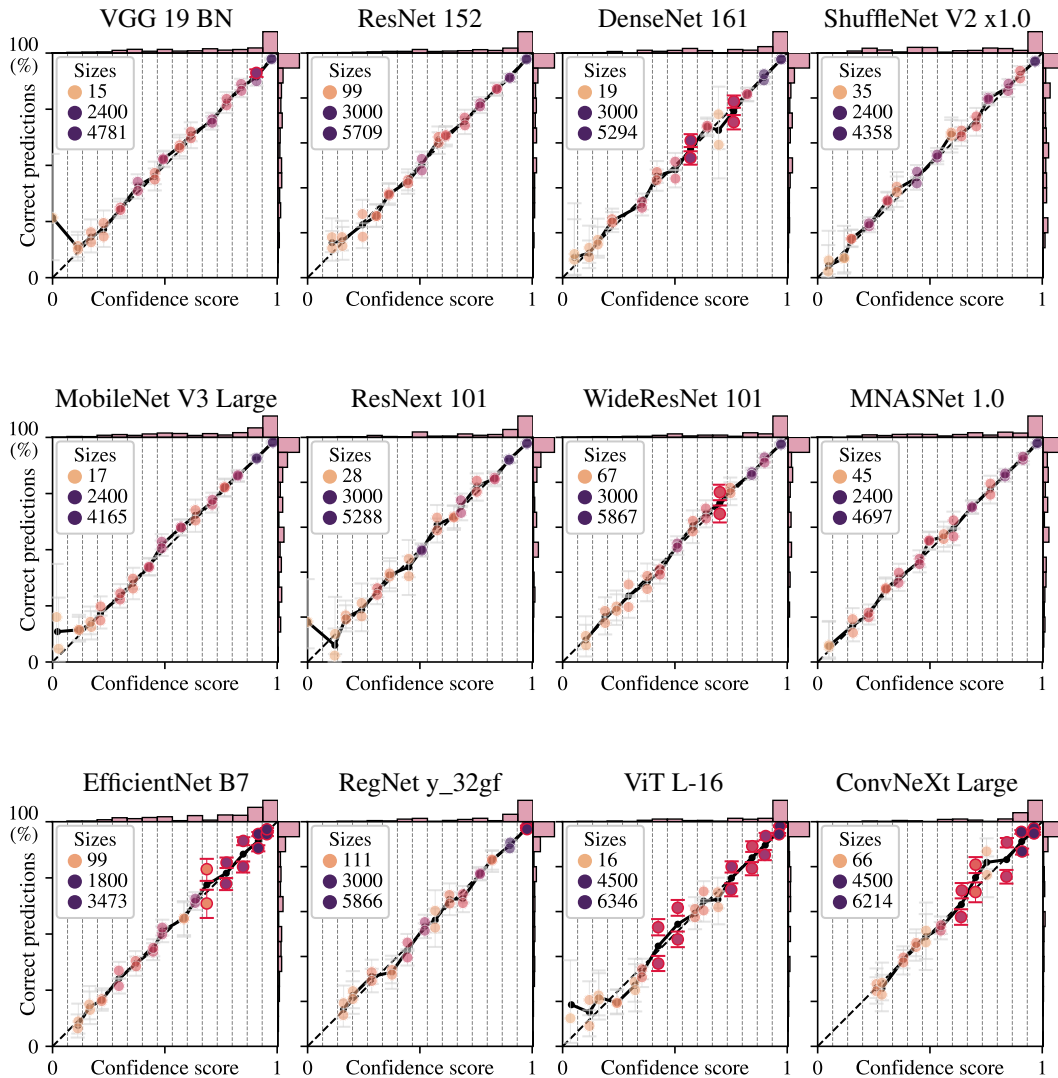 VGG 19 BN
ResNet 152
DenseNet 161
ShuffleNet V2 x1.0
100
(%)
Correct predictions
0
Sizes
15
2400
4781
Sizes
99
3000
5709
Sizes
19
3000
5294
Sizes
35
2400
4358
0 Confidence score 1
0 Confidence score 1
0 Confidence score 1
0 Confidence score 1
MobileNet V3 Large
ResNext 101
WideResNet 101
MNASNet 1.0
100
(%)
Correct predictions
0
Sizes
17
2400
4165
Sizes
28
3000
5288
Sizes
67
3000
5867
Sizes
45
2400
4697
0 Confidence score 1
0 Confidence score 1
0 Confidence score 1
0 Confidence score 1
EfficientNet B7
RegNet y_32gf
ViT L-16
ConvNeXt Large
100
(%)
Correct predictions
0
Sizes
99
1800
3473
Sizes
111
3000
5866
Sizes
16
4500
6346
Sizes
66
4500
6214
0 Confidence score 1
0 Confidence score 1
0 Confidence score 1
0 Confidence score 1